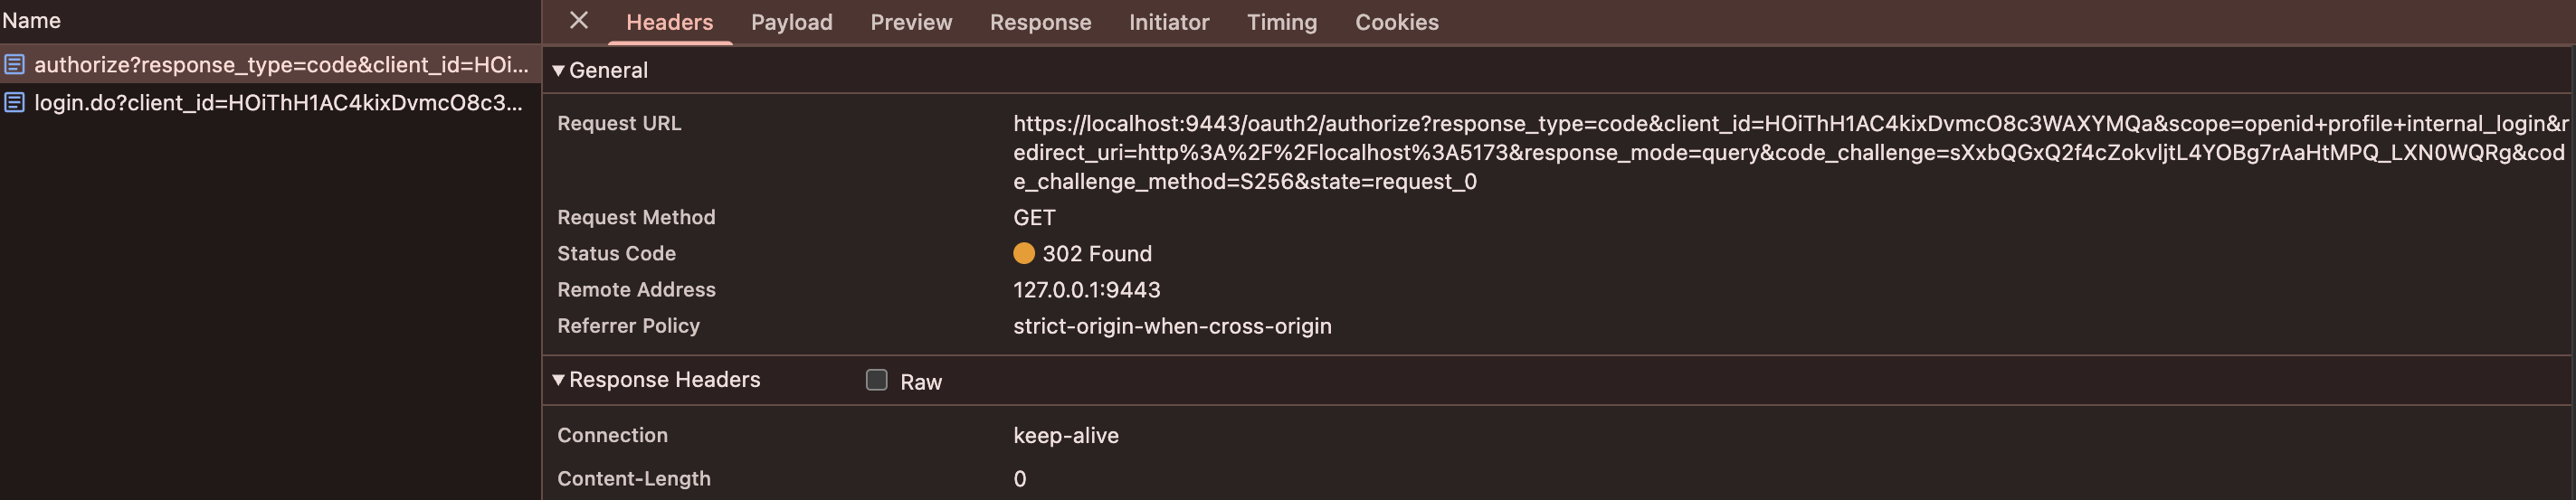 Name
authorize?response_type=code&client_id=HOi...
login.do?client_id=HOiThH1AC4kixDvmcO8c3...
Headers Payload Preview Response Initiator Timing Cookies
General
Request URL
https://localhost:9443/oauth2/authorize?response_type=code&client_id=HOiThH1AC4kixDvmcO8c3WAXYMQa&scope=openid+profile+internal_login&r
edirect_uri=http%3A%2F%2Flocalhost%3A5173&response_mode=query&code_challenge=sXxbQGxQ2f4cZokvljtL4YOBg7rAaHtMPQ_LXN0WQRg&cod
e_challenge_method=S256&state=request_0
Request Method GET
Status Code 302 Found
Remote Address 127.0.0.1:9443
Referrer Policy strict-origin-when-cross-origin
Response Headers Raw
Connection keep-alive
Content-Length 0